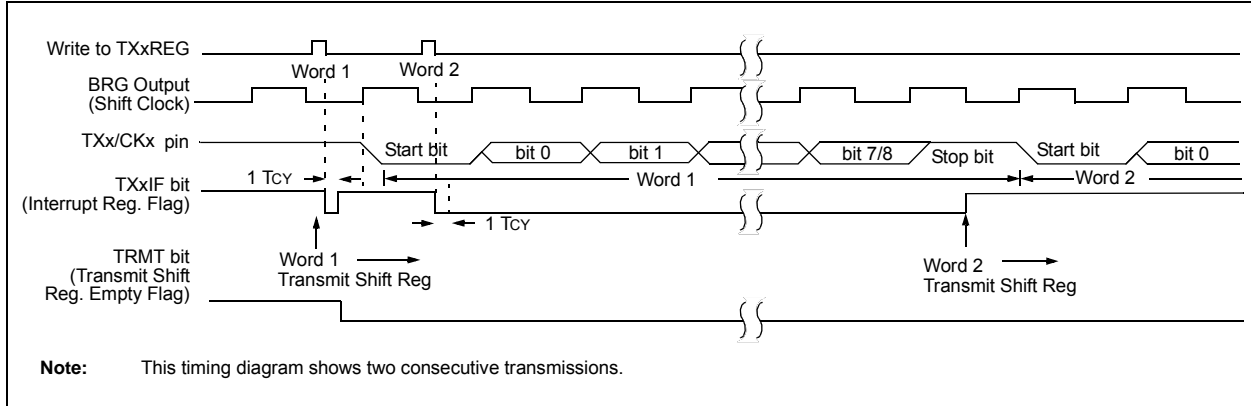 Write to TXxREG
Word 1
Word 2
BRG Output
(Shift Clock)
TXx/CKx pin
Start bit
bit 0
bit 1
bit 7/8
Stop bit
Start bit
bit 0
1 TCY
Word 1
Word 2
TXxIF bit
(Interrupt Reg. Flag)
1 TCY
Word 1
Transmit Shift Reg
Word 2
Transmit Shift Reg
TRMT bit
(Transmit Shift
Reg. Empty Flag)
Note: This timing diagram shows two consecutive transmissions.